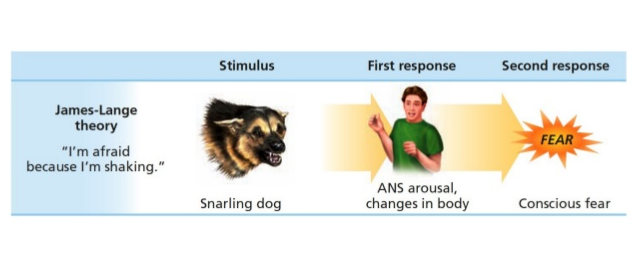 Stimulus
First response
Second response
James-Lange
theory
"I'm afraid
because I'm shaking."
Snarling dog
ANS arousal,
changes in body
FEAR
Conscious fear